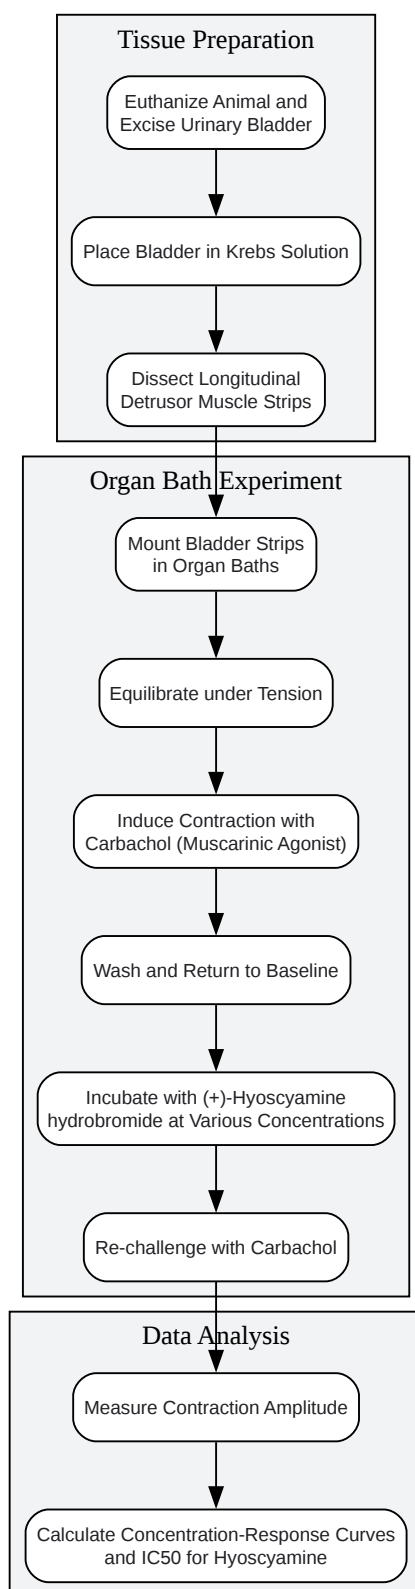 Tissue Preparation
Euthanize Animal and
Excise Urinary Bladder
Place Bladder in Krebs Solution
Dissect Longitudinal
Detrusor Muscle Strips
Organ Bath Experiment
Mount Bladder Strips
in Organ Baths
Equilibrate under Tension
Induce Contraction with
Carbachol (Muscarinic Agonist)
Wash and Return to Baseline
Incubate with (+)-Hyoscyamine
hydrobromide at Various Concentrations
Re-challenge with Carbachol
Data Analysis
Measure Contraction Amplitude
Calculate Concentration-Response Curves
and IC50 for Hyoscyamine